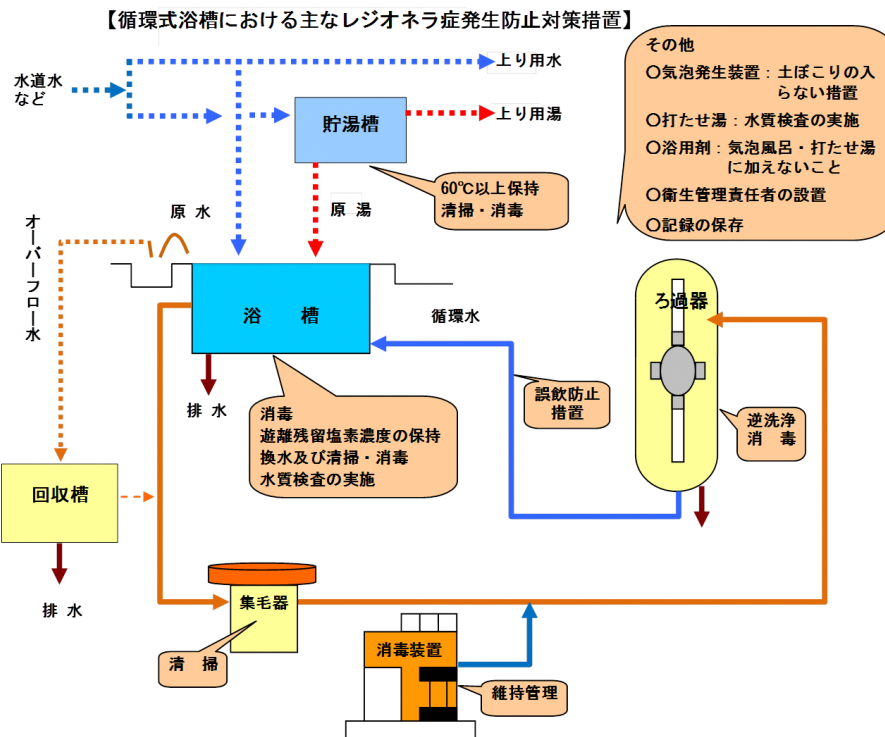 【循環式浴槽における主なレジオネラ症発生防止対策措置】
水道水
など
上り用水
上り用湯
貯湯槽
60℃以上保持
清掃・消毒
その他
〇気泡発生装置：土ぼこりの入
らない措置
〇打たせ湯：水質検査の実施
〇浴用剤：気泡風呂・打たせ湯
に加えないこと
〇衛生管理責任者の設置
〇記録の保存
原 水
原 湯
オーバーフロー水
浴 槽
循環水
ろ過器
排 水
消毒
遊離残留塩素濃度の保持
換水及び清掃・消毒
水質検査の実施
誤飲防止
措置
逆洗浄
消 毒
回収槽
排 水
集毛器
清 掃
消毒装置
維持管理